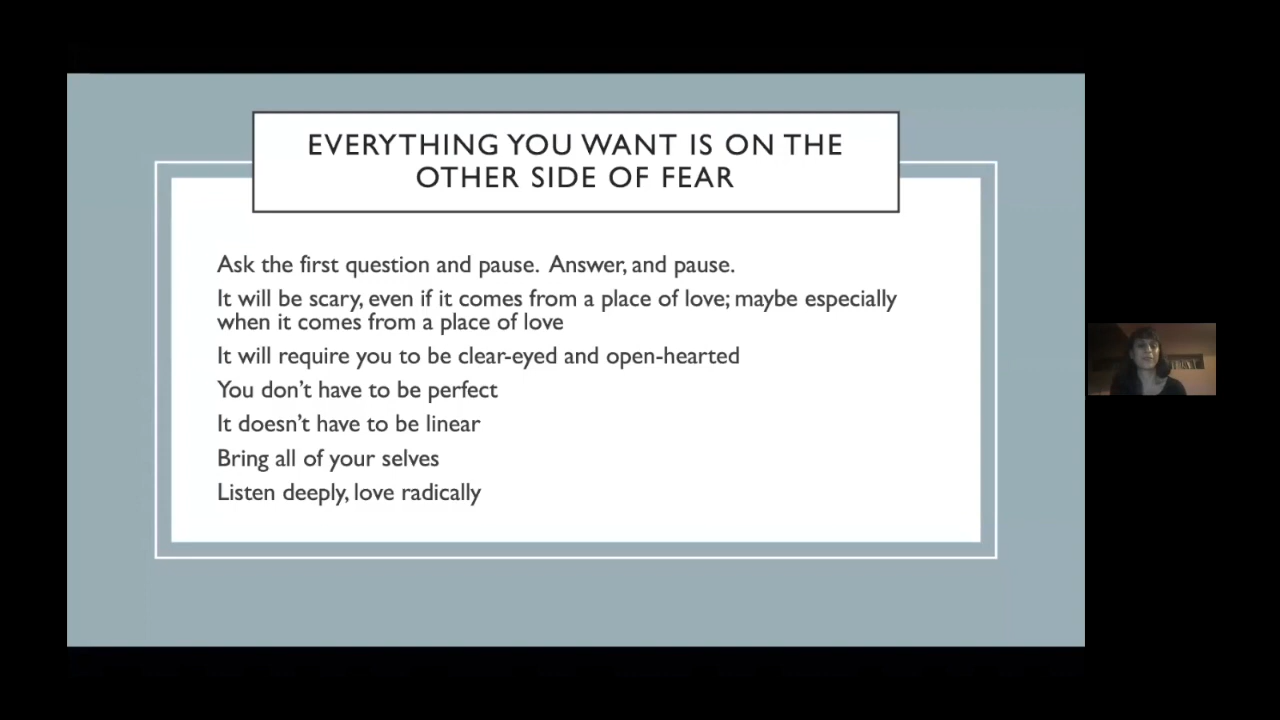 EVERYTHING YOU WANT IS ON THE
OTHER SIDE OF FEAR
Ask the first question and pause.  Answer, and pause.
It will be scary, even if it comes from a place of love; maybe especially
when it comes from a place of love
It will require you to be clear-eyed and open-hearted
You don't have to be perfect
It doesn't have to be linear
Bring all of your selves
Listen deeply, love radically